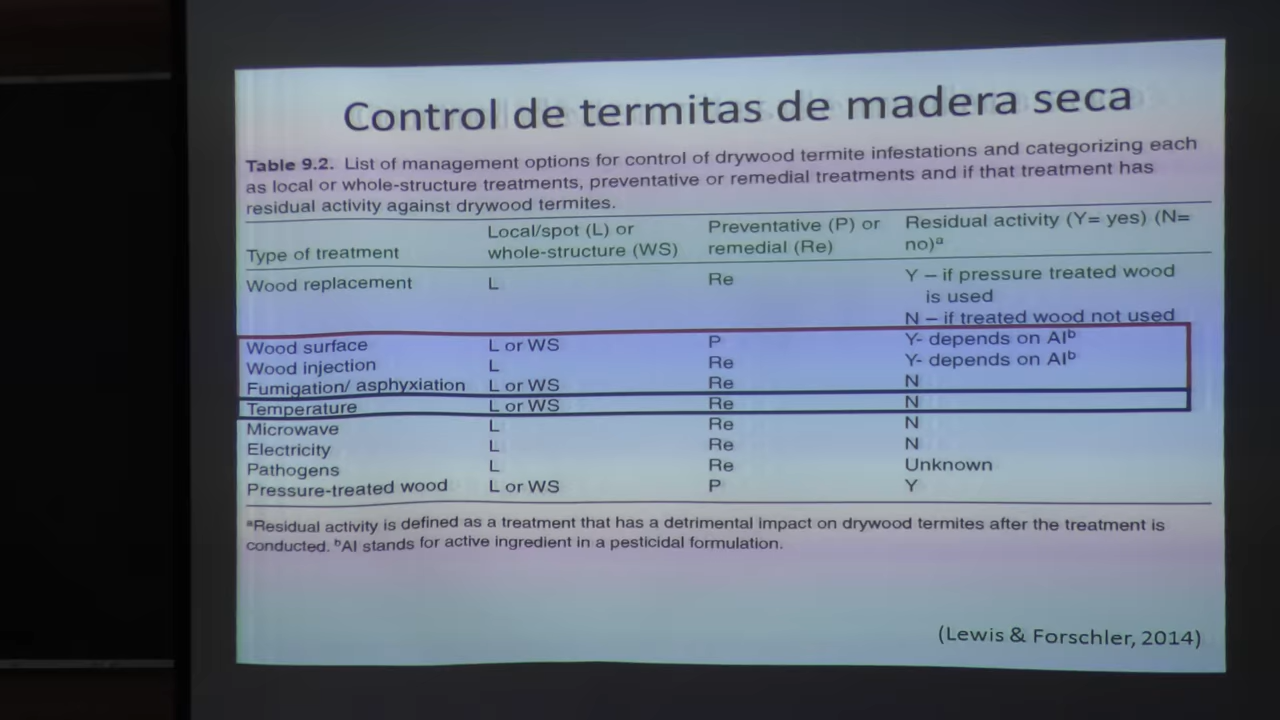 Control de termitas de madera seca
Table 9.2. List of management options for control of drywood termite infestations and categorizing each
as local or whole-structure treatments, preventative or remedial treatments and if that treatment has
residual activity against drywood termites.
Type of treatment Local/spot (L) or whole-structure (WS) Preventative (P) or remedial (Re) Residual activity (Y= yes) (N= no)ᵃ
Wood replacement L Re Y – if pressure treated wood
is used
N – if treated wood not used
Wood surface L or WS P Y- depends on AIᵇ
Wood injection L Re Y- depends on AIᵇ
Fumigation/ asphyxiation L or WS Re N
Temperature L or WS Re N
Microwave L Re N
Electricity L Re N
Pathogens L Re Unknown
Pressure-treated wood L or WS P Y
ᵃResidual activity is defined as a treatment that has a detrimental impact on drywood termites after the treatment is
conducted. ᵇAI stands for active ingredient in a pesticidal formulation.
(Lewis & Forschler, 2014)